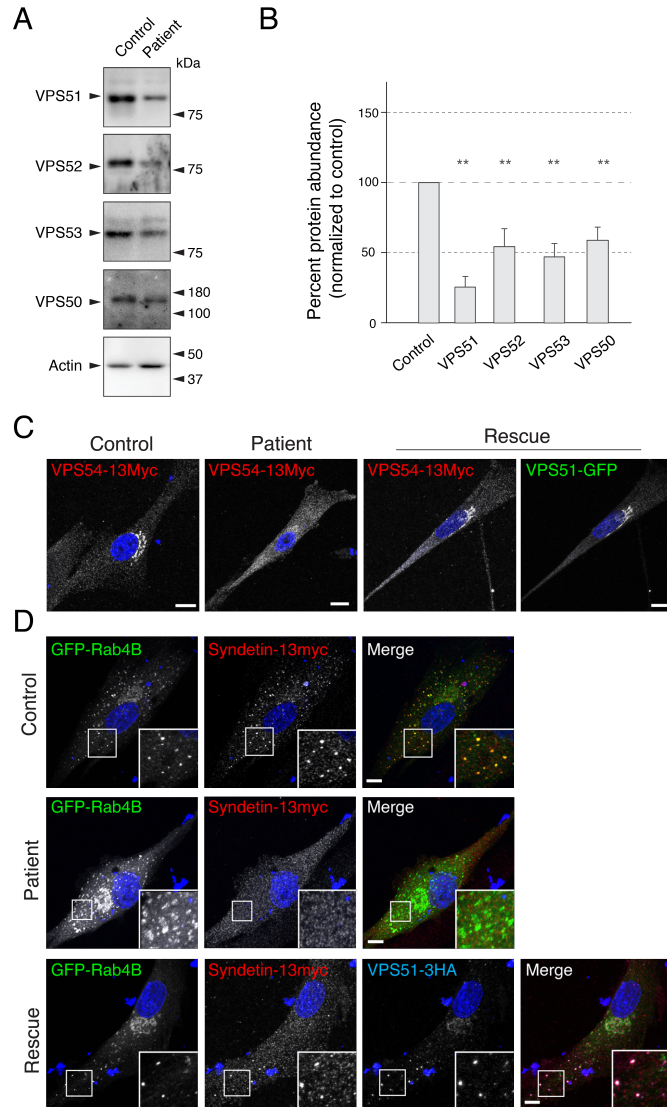 A
Control Patient
kDa
VPS51
75
VPS52
75
VPS53
75
VPS50
180
100
Actin
50
37
B
Percent protein abundance
(normalized to control)
150
100
50
0
** ** ** **
Control VPS51 VPS52 VPS53 VPS50
C
Control Patient Rescue
VPS54-13Myc VPS54-13Myc VPS54-13Myc VPS51-GFP
D
Control
GFP-Rab4B Syndetin-13myc Merge
Patient
GFP-Rab4B Syndetin-13myc Merge
Rescue
GFP-Rab4B Syndetin-13myc VPS51-3HA Merge